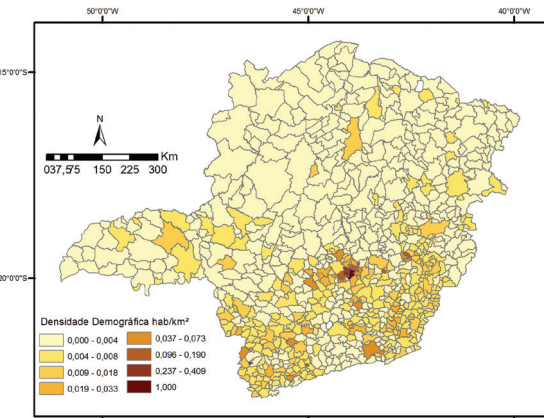 50°0'0"W 45°0'0"W 40°0'0"W
15°0'0"S
N
Km
037,575 150 225 300
20°0'0"S
Densidade Demográfica hab/km²
0,000 - 0,004 0,037 - 0,073
0,004 - 0,008 0,096 - 0,190
0,009 - 0,018 0,237 - 0,409
0,019 - 0,033 1,000